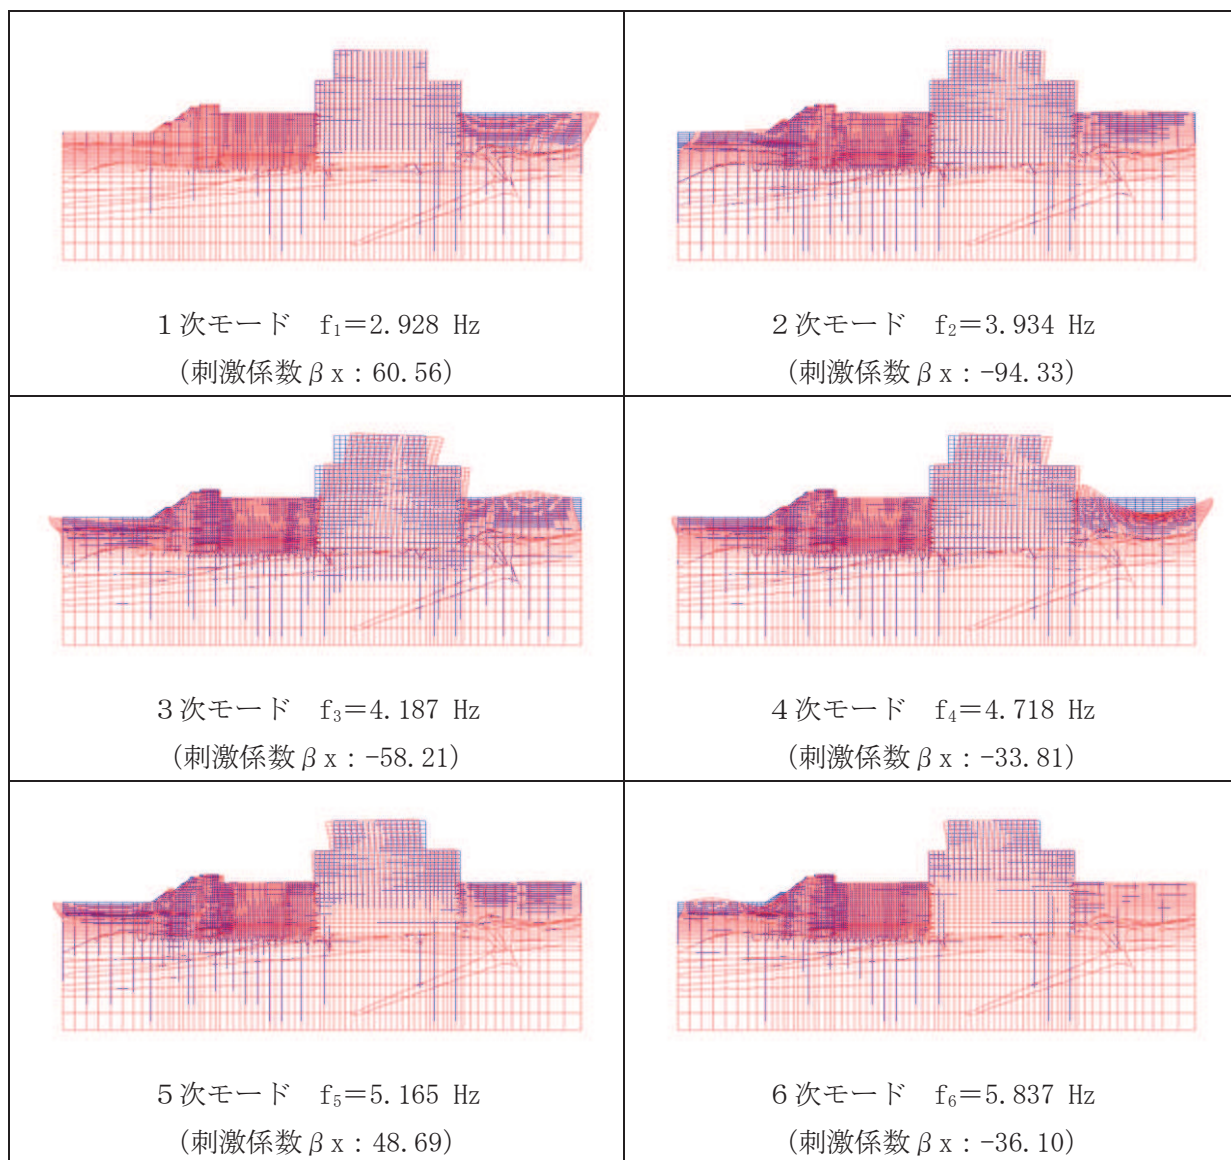 1次モード f₁=2.928 Hz
(刺激係数βx:60.56)
2次モード f₂=3.934 Hz
(刺激係数βx:-94.33)
3次モード f₃=4.187 Hz
(刺激係数βx:-58.21)
4次モード f₄=4.718 Hz
(刺激係数βx:-33.81)
5次モード f₅=5.165 Hz
(刺激係数βx:48.69)
6次モード f₆=5.837 Hz
(刺激係数βx:-36.10)